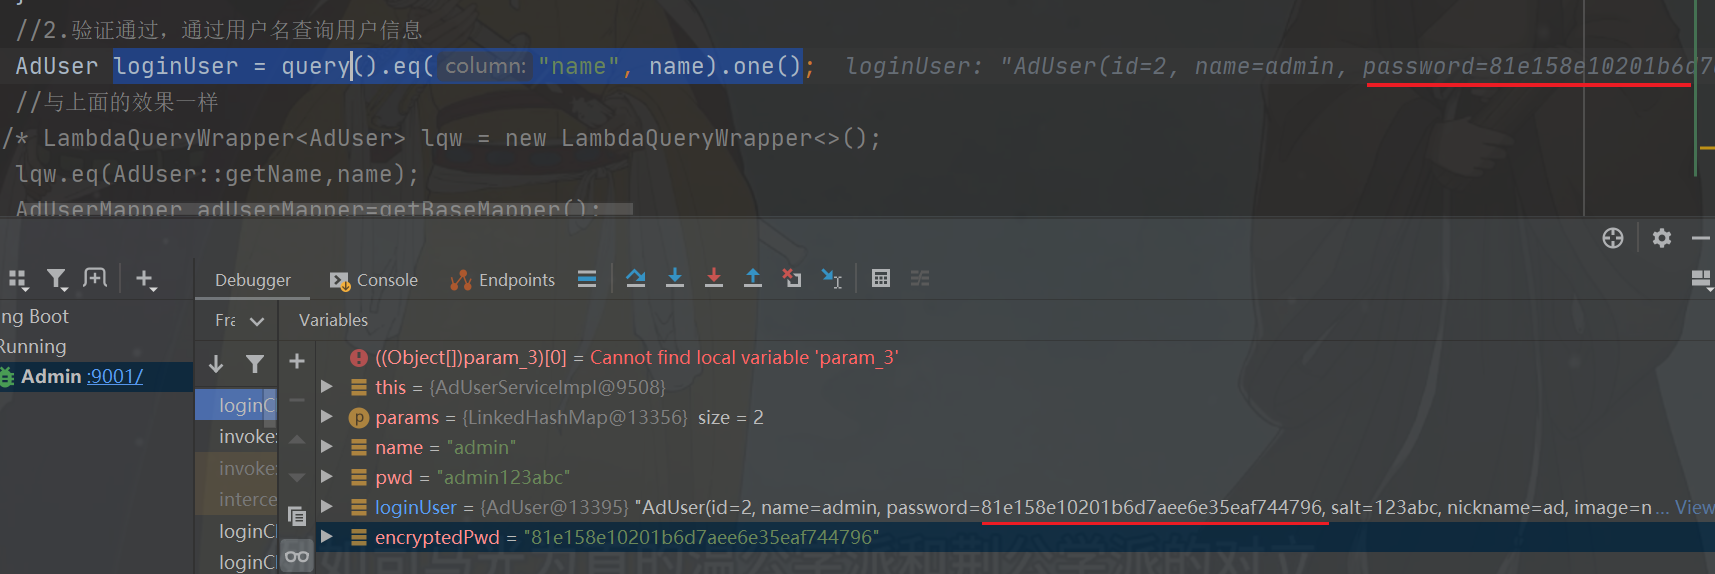 //2.验证通过，通过用户名查询用户信息
AdUser loginUser = query().eq( column: "name", name).one();  loginUser: "AdUser(id=2, name=admin, password=81e158e10201b6d7a
//与上面的效果一样
/* LambdaQueryWrapper<AdUser> lqw = new LambdaQueryWrapper<>();
lqw.eq(AdUser::getName,name);
AdUserMapper adUserMapper=getBaseMapper();
Debugger Console Endpoints
ng Boot
Fra Variables
Running
((Object[])param_3)[0] = Cannot find local variable 'param_3'
Admin :9001/
this = {AdUserServiceImpl@9508}
loginC
params = {LinkedHashMap@13356} size = 2
invoke:
name = "admin"
invoke:
pwd = "admin123abc"
interce
loginUser = {AdUser@13395} "AdUser(id=2, name=admin, password=81e158e10201b6d7aee6e35eaf744796, salt=123abc, nickname=ad, image=n ... View
loginC
encryptedPwd = "81e158e10201b6d7aee6e35eaf744796"
loginC